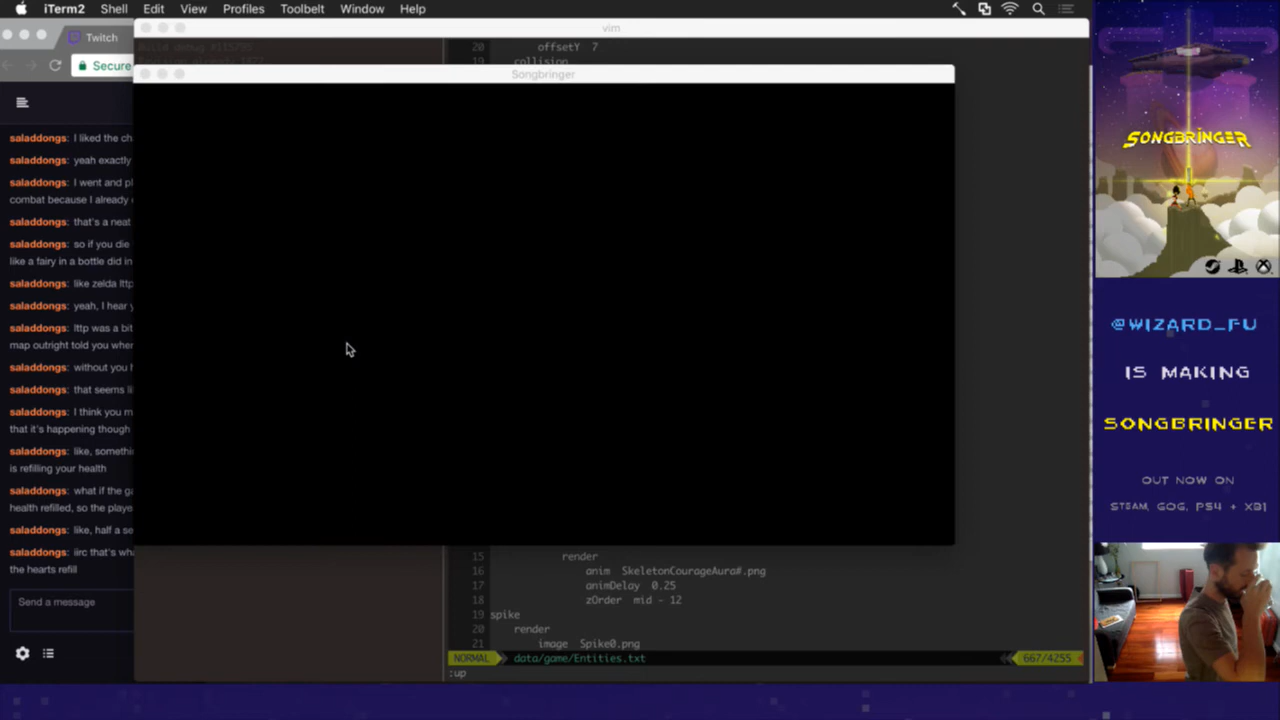 iTerm2 Shell Edit View Profiles Toolbelt Window Help
Twitch
vim
Secure
20 offsetY 7
19 collision
Songbringer
saladdongs: I liked the ch
saladdongs: yeah exactly
saladdongs: I went and pl
combat because I already
saladdongs: that's a neat
saladdongs: so if you die
like a fairy in a bottle did in
saladdongs: like zelda lttp
saladdongs: yeah, I hear y
saladdongs: lttp was a bit
map outright told you wher
saladdongs: without you h
saladdongs: that seems li
saladdongs: I think you m
that it's happening though
saladdongs: like, somethi
is refilling your health
saladdongs: what if the ga
health refilled, so the playe
saladdongs: like, half a se
saladdongs: iirc that's wha
the hearts refill
Send a message
15 render
16 anim SkeletonCourageAura#.png
17 animDelay 0.25
18 zOrder mid - 12
19 spike
20 render
21 image Spike0.png
NORMAL data/game/Entities.txt 667/4255
:up
SONGBRINGER
@WIZARD_FU
IS MAKING
SONGBRINGER
OUT NOW ON
STEAM, GOG, PS4 + XB1